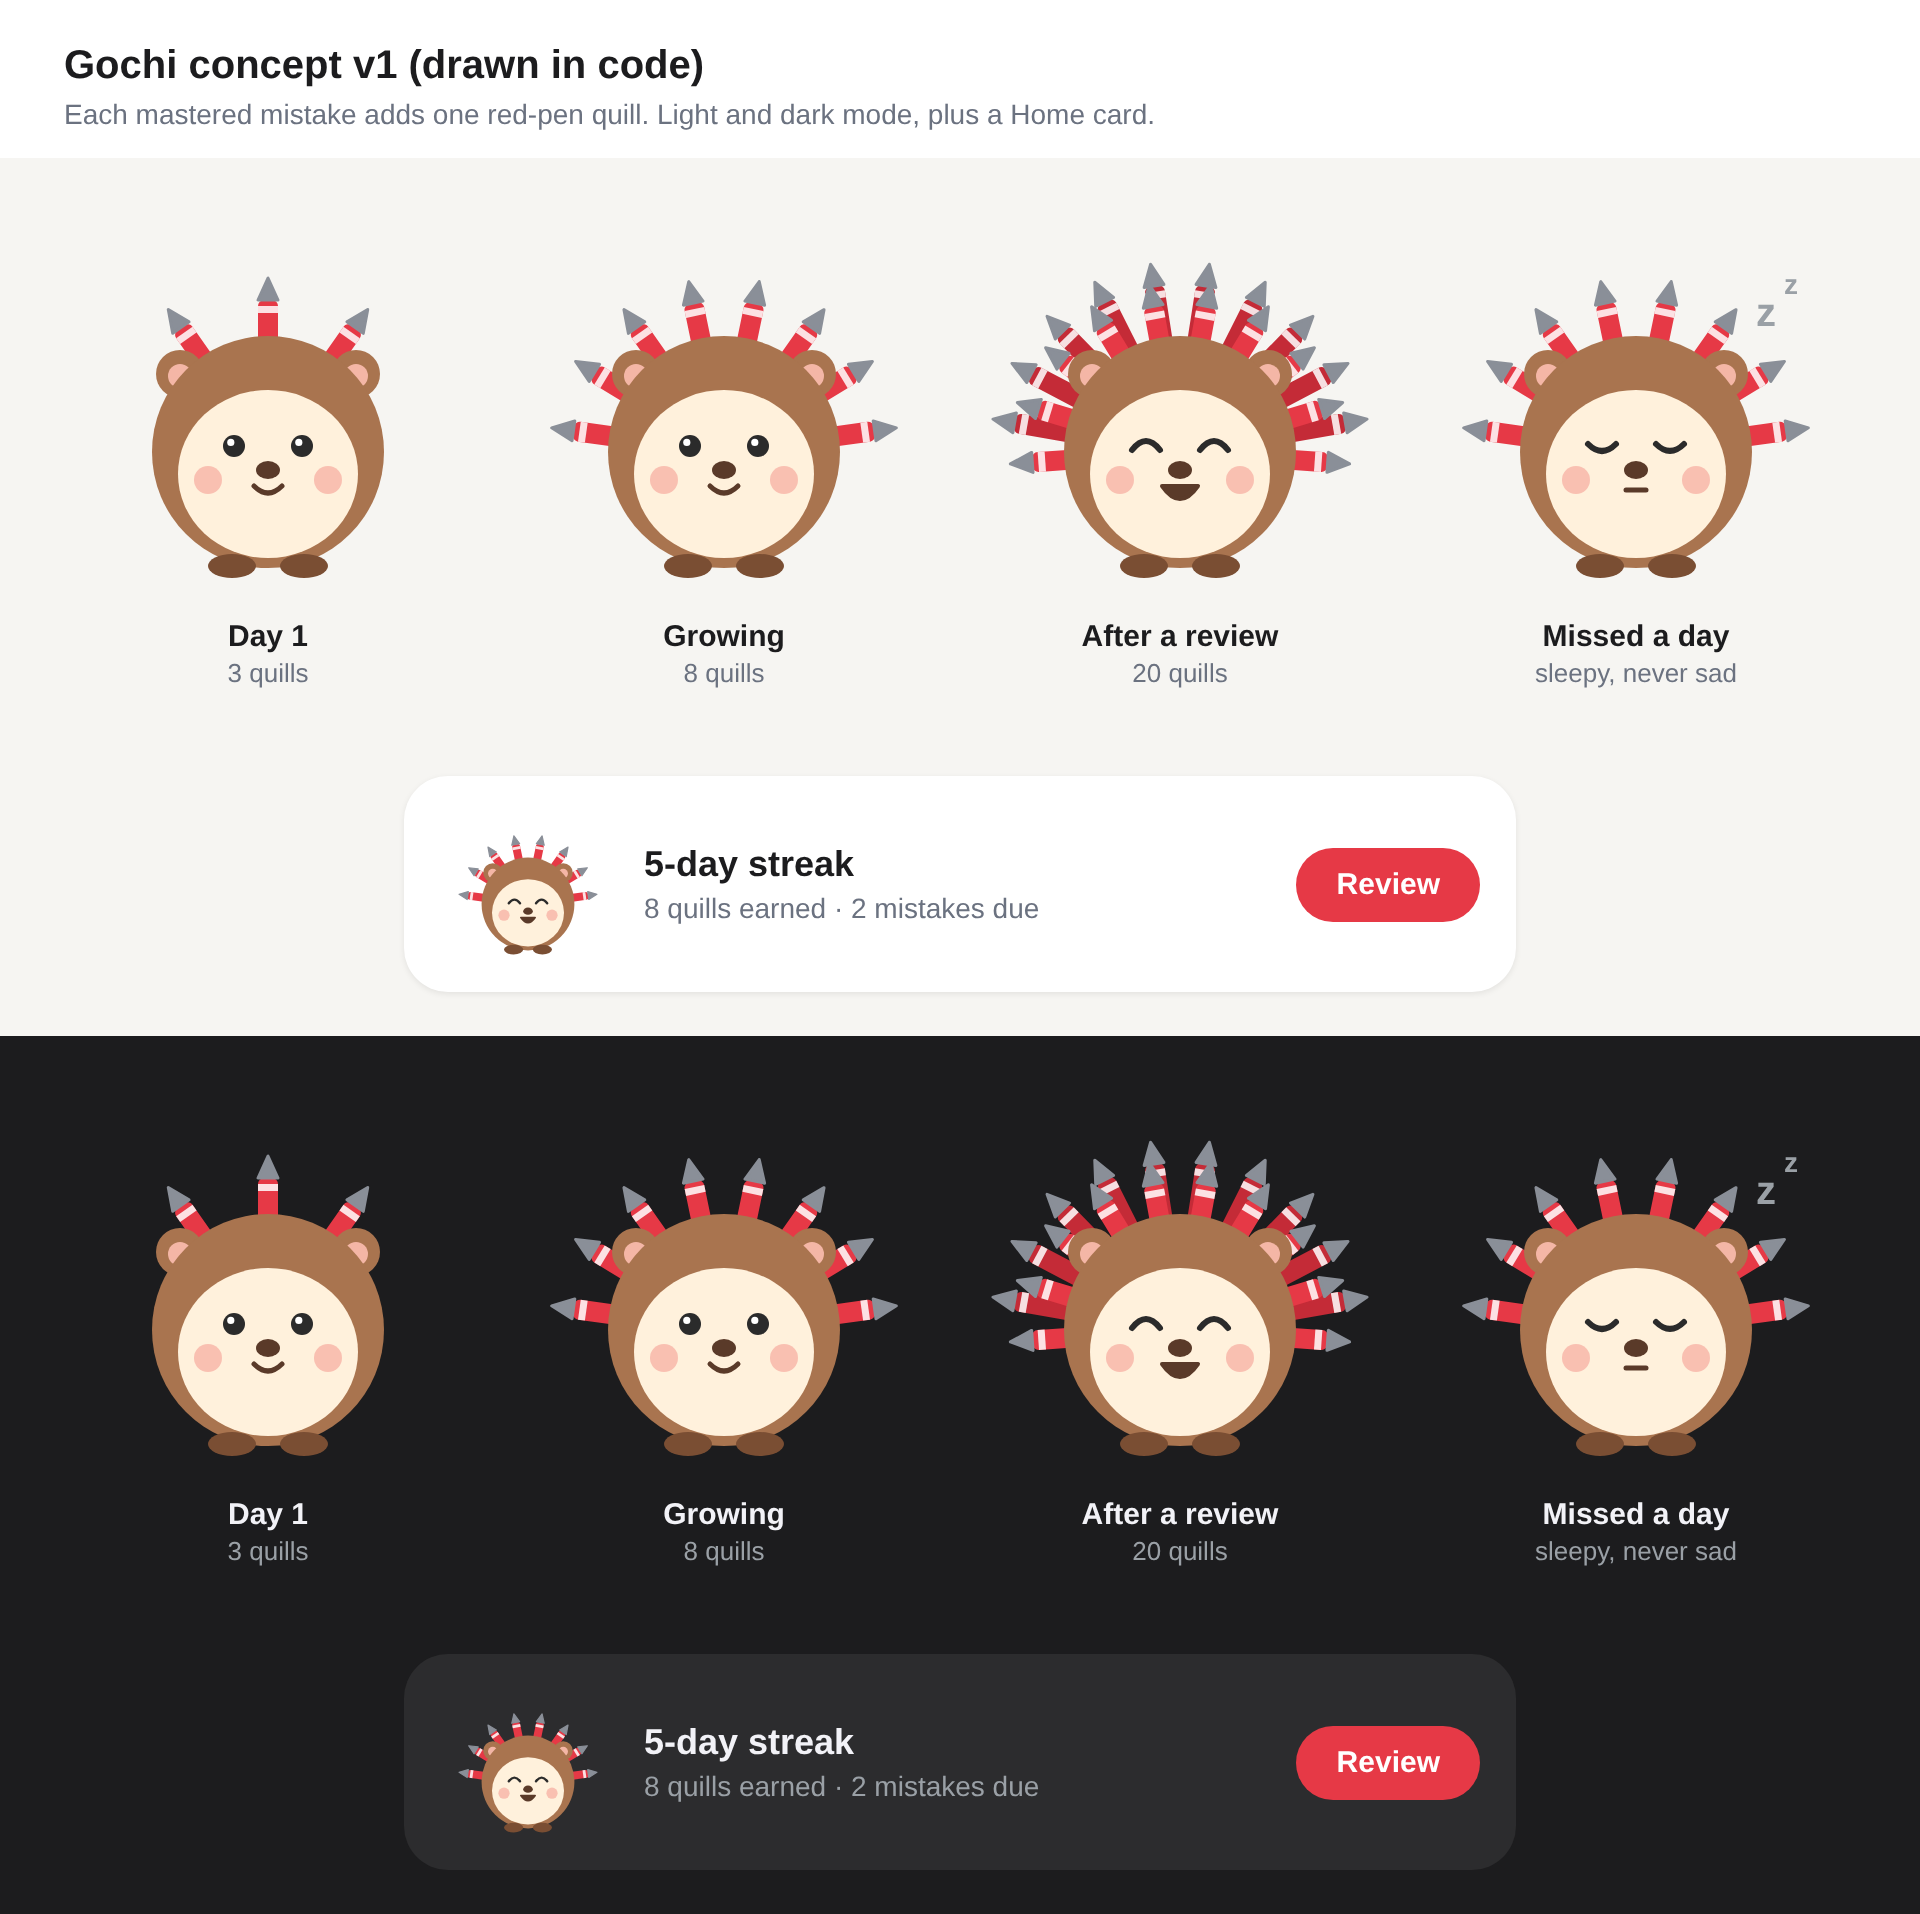 Gochi concept v1 (drawn in code)
Each mastered mistake adds one red-pen quill. Light and dark mode, plus a Home card.
z
z
Day 1
Growing
After a review
Missed a day
3 quills
8 quills
20 quills
sleepy, never sad
5-day streak
8 quills earned · 2 mistakes due
Review
z
z
Day 1
Growing
After a review
Missed a day
3 quills
8 quills
20 quills
sleepy, never sad
5-day streak
8 quills earned · 2 mistakes due
Review